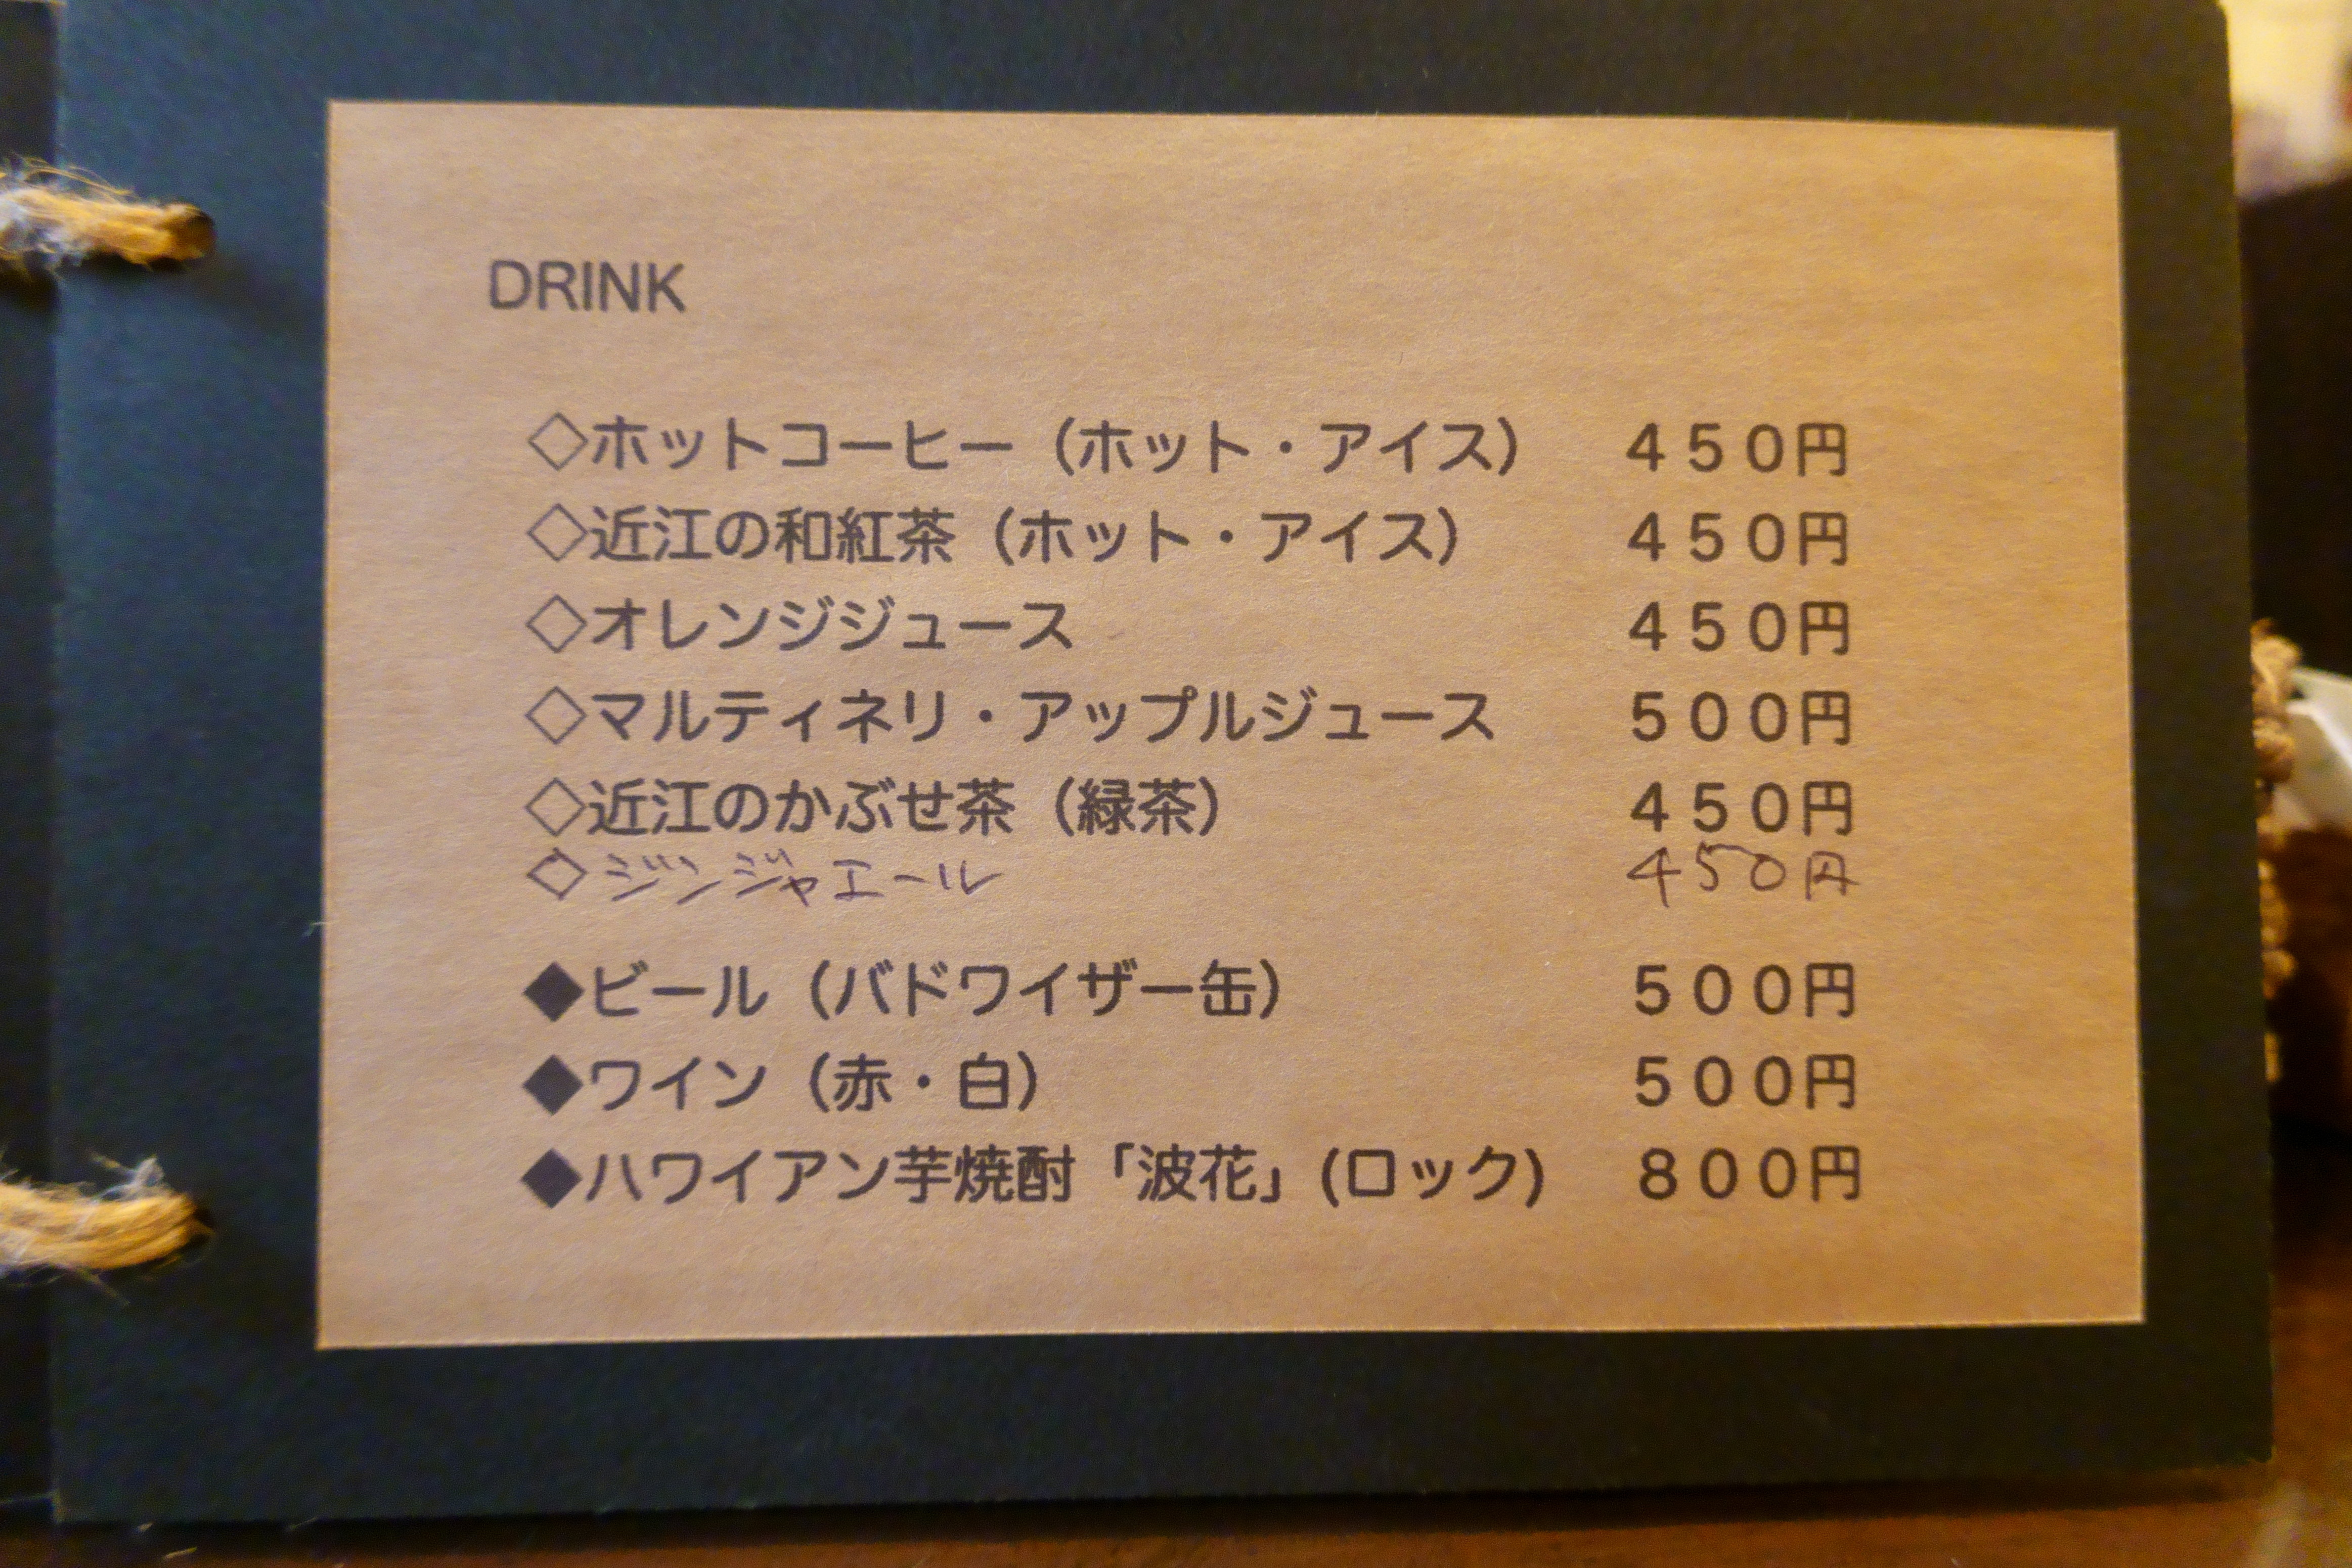 DRINK
◇ホットコーヒー（ホット・アイス） ４５０円
◇近江の和紅茶（ホット・アイス） ４５０円
◇オレンジジュース ４５０円
◇マルティネリ・アップルジュース ５００円
◇近江のかぶせ茶（緑茶） ４５０円
◇ジンジャエール 450円
◆ビール（バドワイザー缶） ５００円
◆ワイン（赤・白） ５００円
◆ハワイアン芋焼酎「波花」(ロック) ８００円